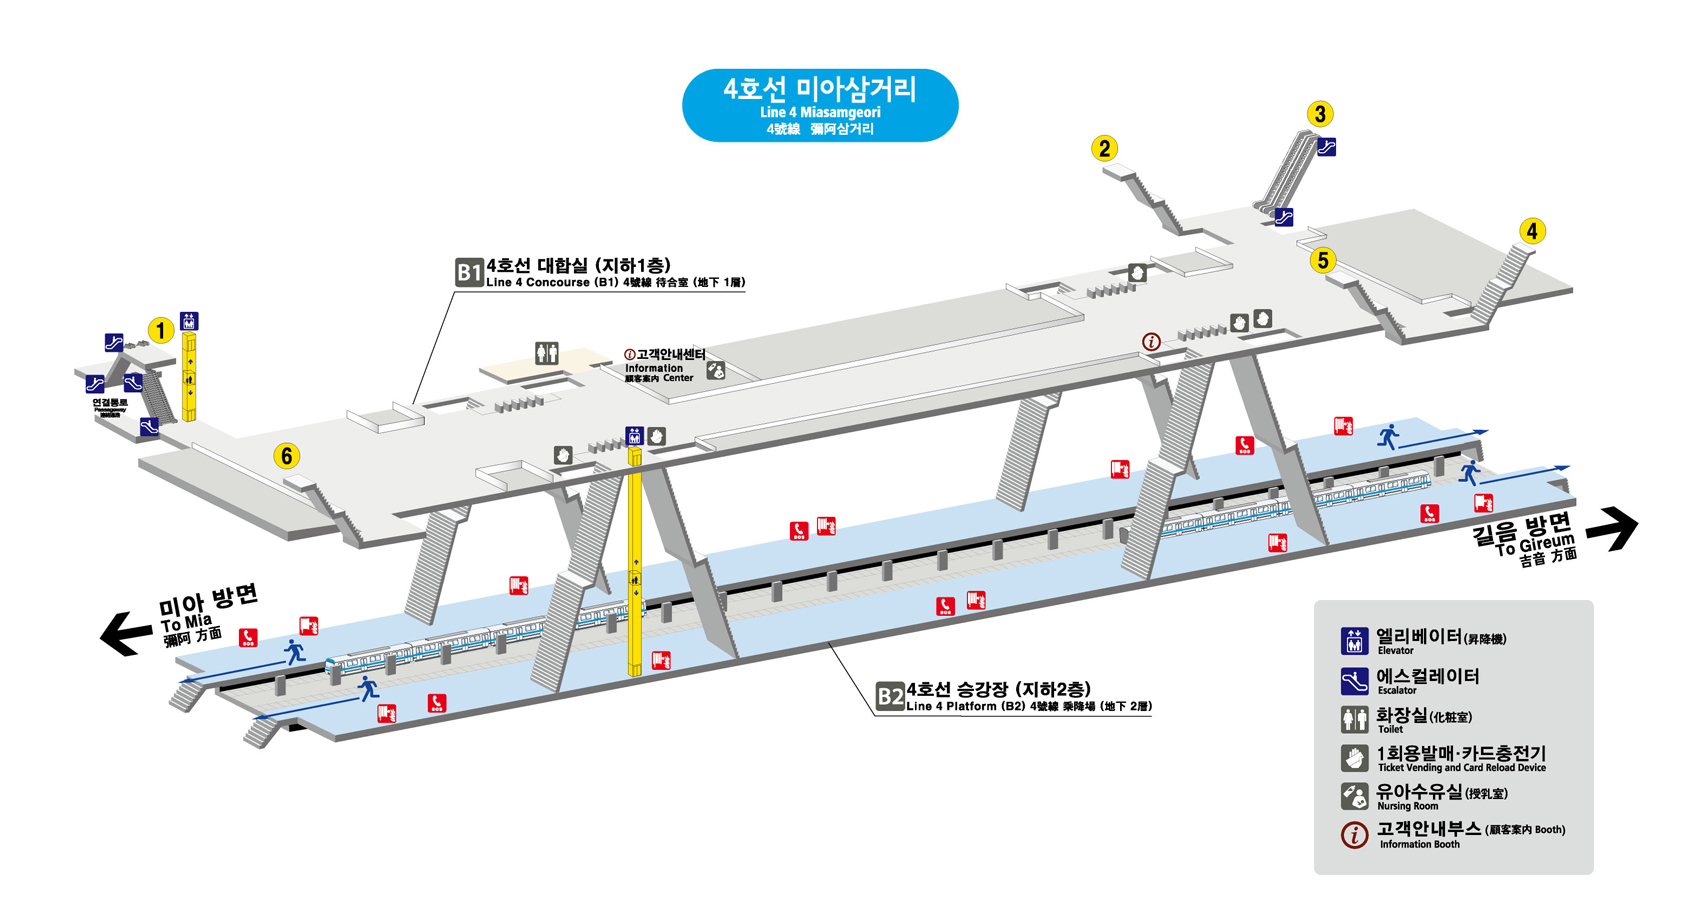 4호선 미아삼거리
Line 4 Miasamgeori
4號線 彌阿삼거리
3
2
4
5
B1 4호선 대합실 (지하1층)
Line 4 Concourse (B1) 4號線 待合室 (地下 1層)
1
고객안내센터
Information
顧客案內 Center
연결통로
Passageway
6
길음 방면
To Gireum
吉音 方面
미아 방면
To Mia
彌阿 方面
SOS
SOS
SOS
SOS
SOS
SOS
B2 4호선 승강장 (지하2층)
Line 4 Platform (B2) 4號線 乘降場 (地下 2層)
엘리베이터(昇降機)
Elevator
에스컬레이터
Escalator
화장실(化粧室)
Toilet
1회용발매·카드충전기
Ticket Vending and Card Reload Device
유아수유실(授乳室)
Nursing Room
고객안내부스 (顧客案內 Booth)
Information Booth